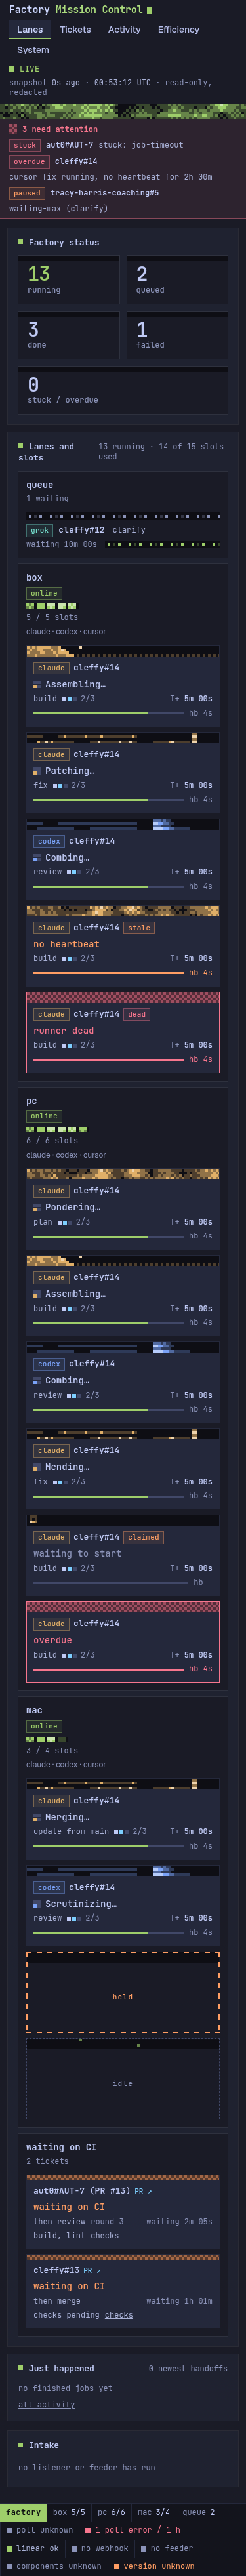 Factory Mission Control
Lanes Tickets Activity Efficiency
System
LIVE
snapshot 0s ago · 00:53:12 UTC · read-only,
redacted
3 need attention
stuck aut0#AUT-7 stuck: job-timeout
overdue cleffy#14
cursor fix running, no heartbeat for 2h 00m
paused tracy-harris-coaching#5
waiting-max (clarify)
Factory status
13
running
2
queued
3
done
1
failed
0
stuck / overdue
Lanes and slots
13 running · 14 of 15 slots used
queue
1 waiting
grok cleffy#12 clarify
waiting 10m 00s
box
online
5 / 5 slots
claude · codex · cursor
claude cleffy#14
Assembling…
build 2/3 T+ 5m 00s
hb 4s
claude cleffy#14
Patching…
fix 2/3 T+ 5m 00s
hb 4s
codex cleffy#14
Combing…
review 2/3 T+ 5m 00s
hb 4s
claude cleffy#14 stale
no heartbeat
build 2/3 T+ 5m 00s
hb 4s
claude cleffy#14 dead
runner dead
build 2/3 T+ 5m 00s
hb 4s
pc
online
6 / 6 slots
claude · codex · cursor
claude cleffy#14
Pondering…
plan 2/3 T+ 5m 00s
hb 4s
claude cleffy#14
Assembling…
build 2/3 T+ 5m 00s
hb 4s
codex cleffy#14
Combing…
review 2/3 T+ 5m 00s
hb 4s
claude cleffy#14
Mending…
fix 2/3 T+ 5m 00s
hb 4s
claude cleffy#14 claimed
waiting to start
build 2/3 T+ 5m 00s
hb —
claude cleffy#14
overdue
build 2/3 T+ 5m 00s
hb 4s
mac
online
3 / 4 slots
claude · codex · cursor
claude cleffy#14
Merging…
update-from-main 2/3 T+ 5m 00s
hb 4s
codex cleffy#14
Scrutinizing…
review 2/3 T+ 5m 00s
hb 4s
held
idle
waiting on CI
2 tickets
aut0#AUT-7 (PR #13) PR ↗
waiting on CI
then review round 3 waiting 2m 05s
build, lint checks
cleffy#13 PR ↗
waiting on CI
then merge waiting 1h 01m
checks pending checks
Just happened 0 newest handoffs
no finished jobs yet
all activity
Intake
no listener or feeder has run
factory box 5/5 pc 6/6 mac 3/4 queue 2
poll unknown 1 poll error / 1 h
linear ok no webhook no feeder
components unknown version unknown